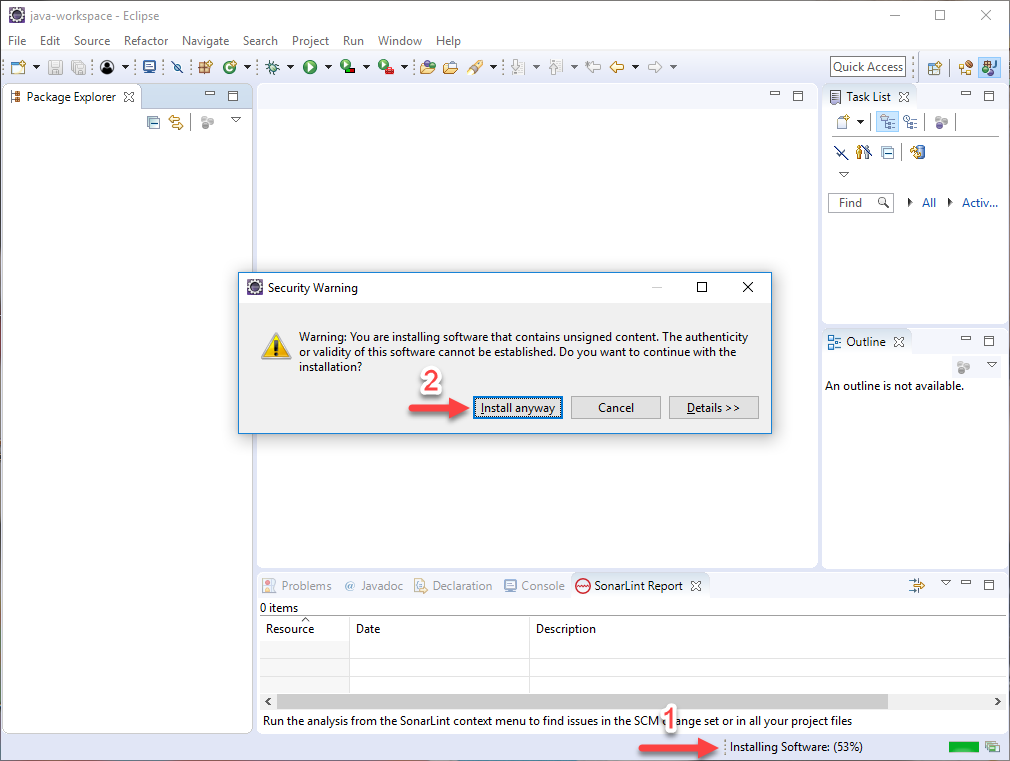 java-workspace - Eclipse
File Edit Source Refactor Navigate Search Project Run Window Help
Quick Access
Package Explorer
Task List
Find
All
Activ...
Security Warning
Warning: You are installing software that contains unsigned content. The authenticity
or validity of this software cannot be established. Do you want to continue with the
installation?
2
Install anyway
Cancel
Details >>
Outline
An outline is not available.
Problems
@ Javadoc
Declaration
Console
SonarLint Report
0 items
Resource Date Description
Run the analysis from the SonarLint context menu to find issues in the SCM change set or in all your project files
1
Installing Software: (53%)